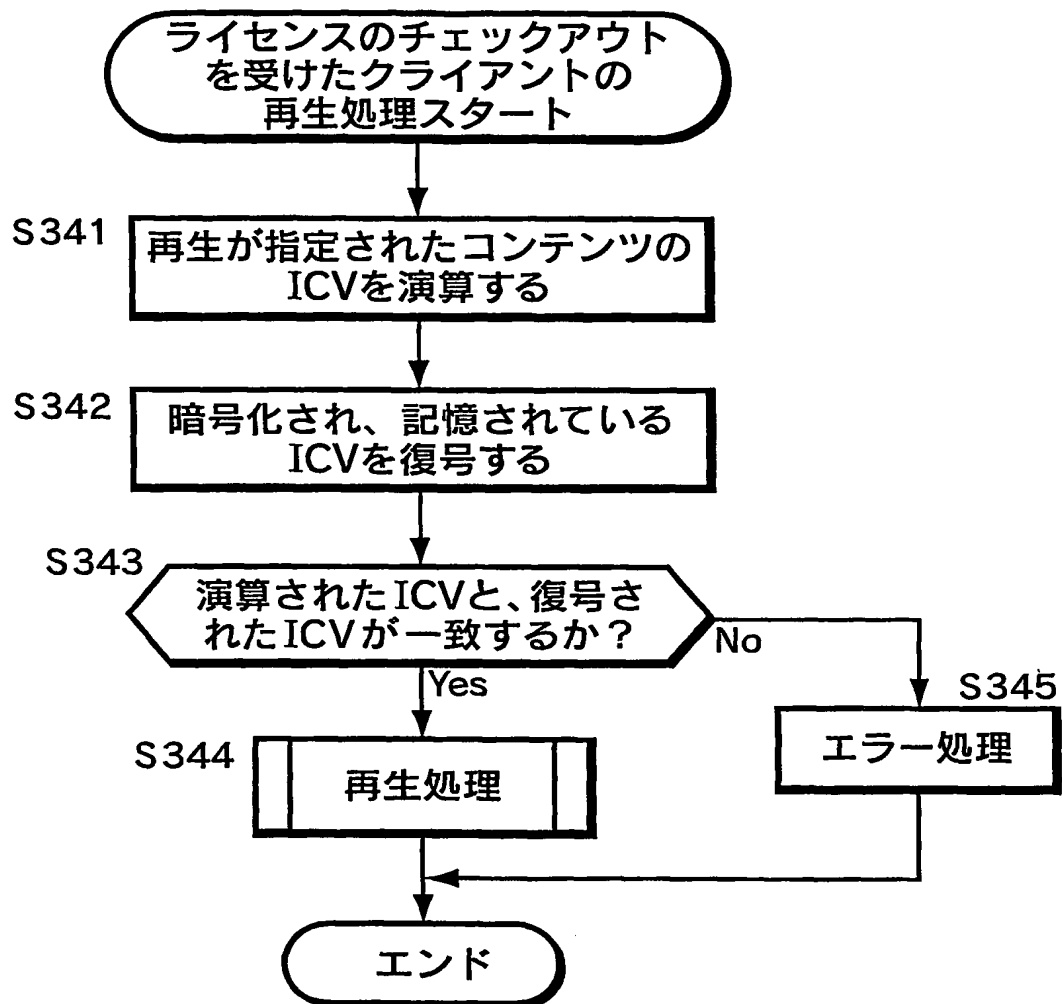 ライセンスのチェックアウト
を受けたクライアントの
再生処理スタート
S341
再生が指定されたコンテンツの
ICVを演算する
S342
暗号化され、記憶されている
ICVを復号する
S343
演算されたICVと、復号さ
れたICVが一致するか？
No
Yes
S345
エラー処理
S344
再生処理
エンド